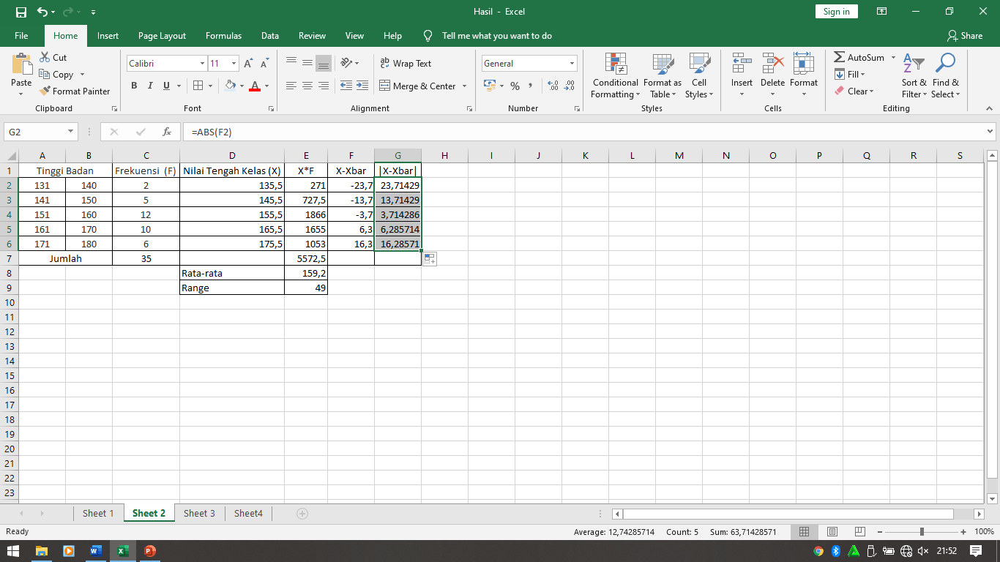 Hasil - Excel
Sign in
File Home Insert Page Layout Formulas Data Review View Help Tell me what you want to do Share
Paste Cut Copy Format Painter
Calibri 11
B I U A
Wrap Text
Merge & Center
General
%
Conditional Formatting Format as Table Cell Styles
Insert Delete Format
AutoSum Fill Clear
Sort & Filter Find & Select
Clipboard Font Alignment Number Styles Cells Editing
G2 fx =ABS(F2)
A B C D E F G H I J K L M N O P Q R S
1 Tinggi Badan Frekuensi (F) Nilai Tengah Kelas (X) X*F X-Xbar |X-Xbar|
2 131 140 2 135,5 271 -23,7 23,71429
3 141 150 5 145,5 727,5 -13,7 13,71429
4 151 160 12 155,5 1866 -3,7 3,714286
5 161 170 10 165,5 1655 6,3 6,285714
6 171 180 6 175,5 1053 16,3 16,28571
7 Jumlah 35 5572,5
8 Rata-rata 159,2
9 Range 49
10
11
12
13
14
15
16
17
18
19
20
21
22
23
Sheet 1 Sheet 2 Sheet 3 Sheet4
Ready Average: 12,74285714 Count: 5 Sum: 63,71428571 100%
21:52